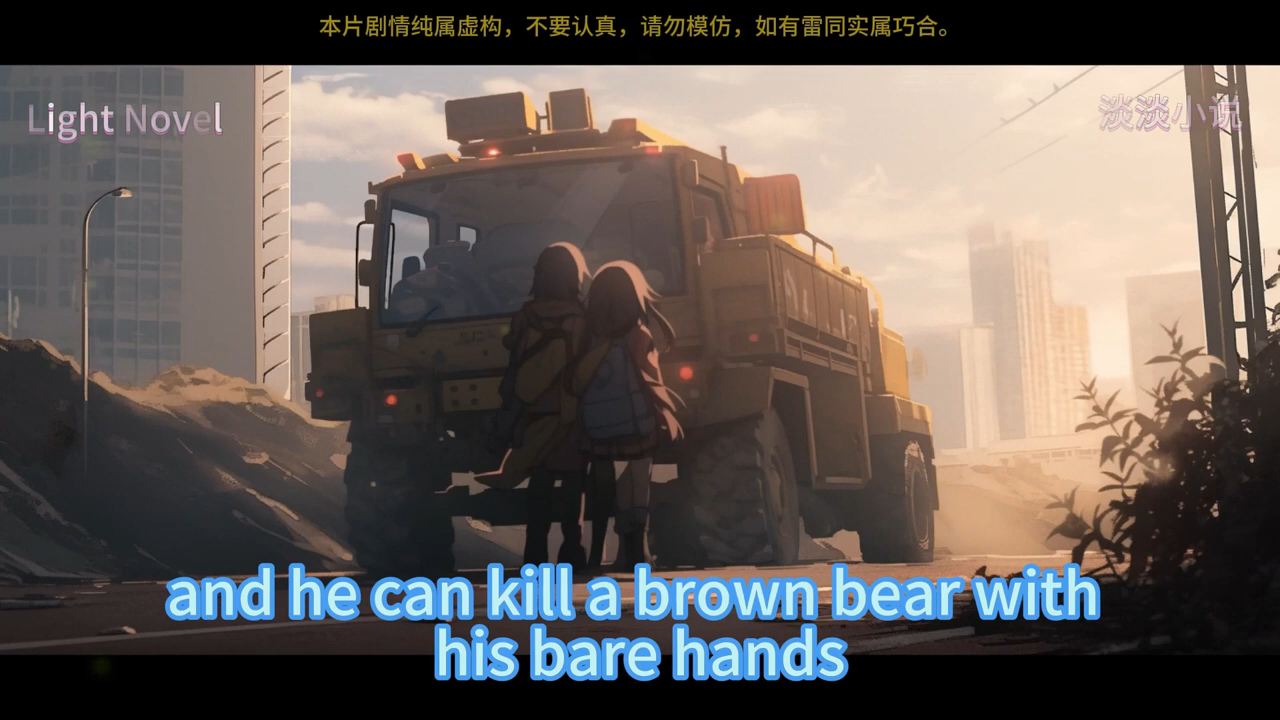 本片剧情纯属虚构，不要认真，请勿模仿，如有雷同实属巧合。
Light Novel
淡淡小说
and he can kill a brown bear with
his bare hands